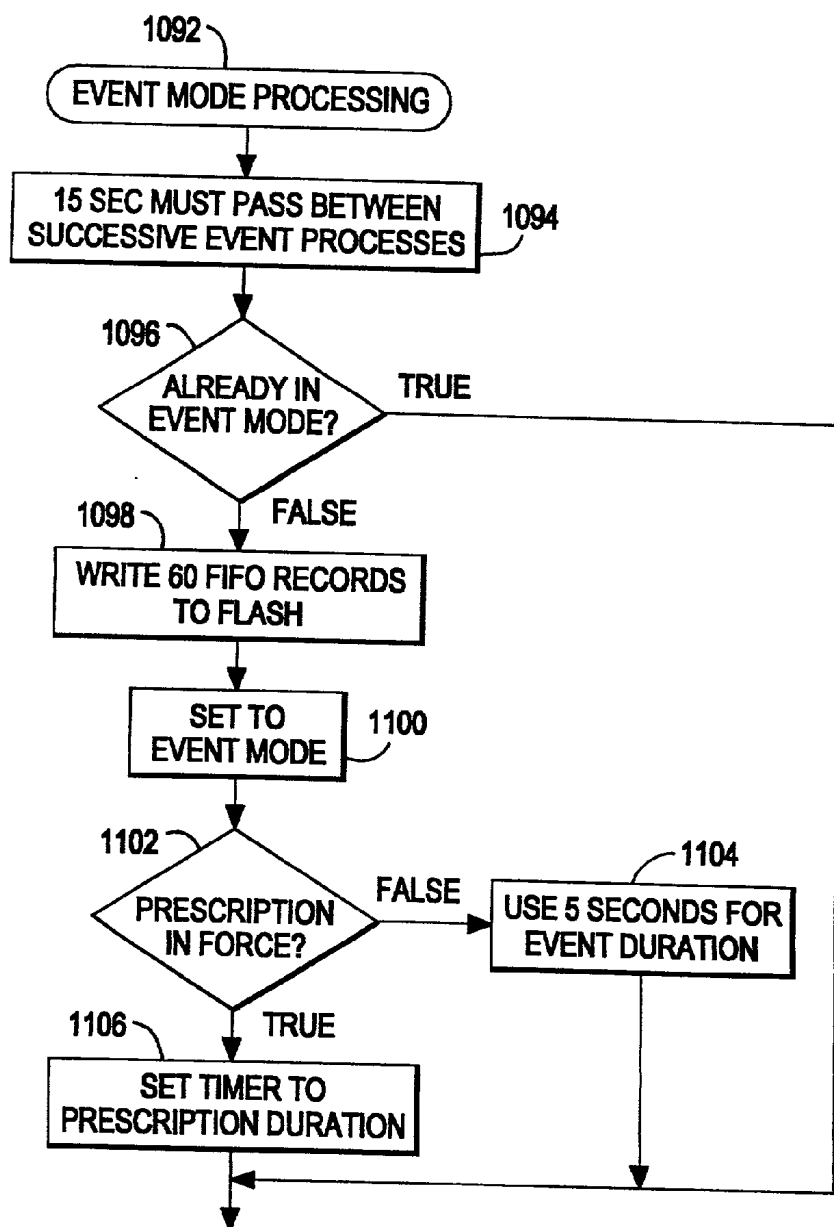 1092
EVENT MODE PROCESSING
15 SEC MUST PASS BETWEEN
SUCCESSIVE EVENT PROCESSES
1094
1096
ALREADY IN
EVENT MODE?
TRUE
FALSE
1098
WRITE 60 FIFO RECORDS
TO FLASH
SET TO
EVENT MODE
1100
1102
PRESCRIPTION
IN FORCE?
FALSE
1104
USE 5 SECONDS FOR
EVENT DURATION
TRUE
1106
SET TIMER TO
PRESCRIPTION DURATION